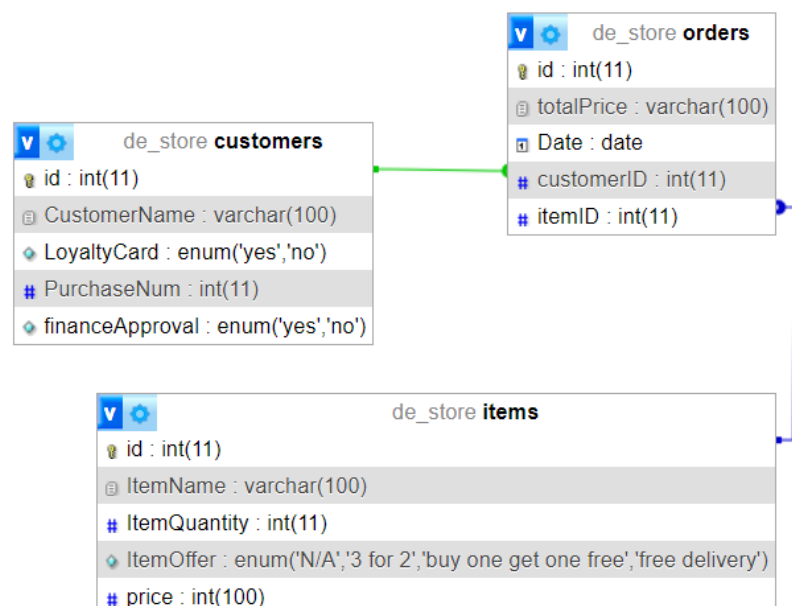 v de_store orders
id : int(11)
totalPrice : varchar(100)
Date : date
customerID : int(11)
itemID : int(11)
v de_store customers
id : int(11)
CustomerName : varchar(100)
LoyaltyCard : enum('yes','no')
# PurchaseNum : int(11)
financeApproval : enum('yes','no')
v de_store items
id : int(11)
ItemName : varchar(100)
# ItemQuantity : int(11)
ItemOffer : enum('N/A','3 for 2','buy one get one free','free delivery')
# price : int(100)